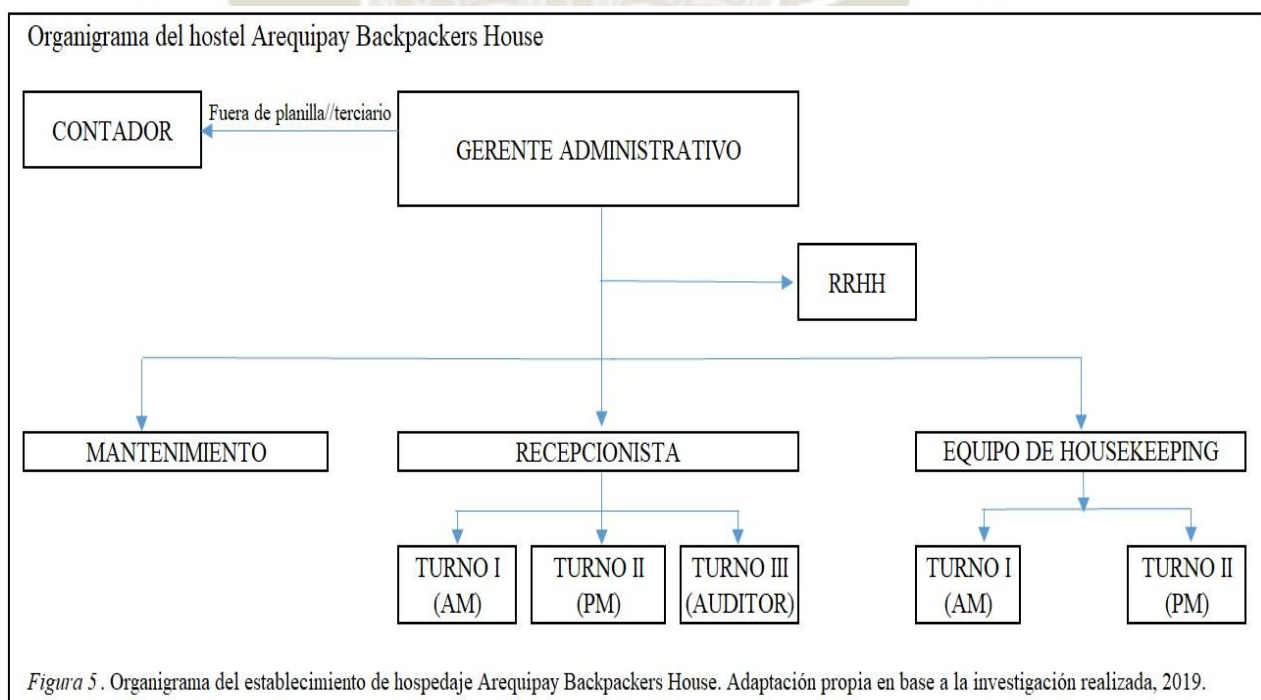 Organigrama del hostel Arequipay Backpackers House
Fuera de planilla//terciario
CONTADOR
GERENTE ADMINISTRATIVO
RRHH
MANTENIMIENTO
RECEPCIONISTA
EQUIPO DE HOUSEKEEPING
TURNO I
(AM)
TURNO II
(PM)
TURNO III
(AUDITOR)
TURNO I
(AM)
TURNO II
(PM)
Figura 5. Organigrama del establecimiento de hospedaje Arequipay Backpackers House. Adaptación propia en base a la investigación realizada, 2019.